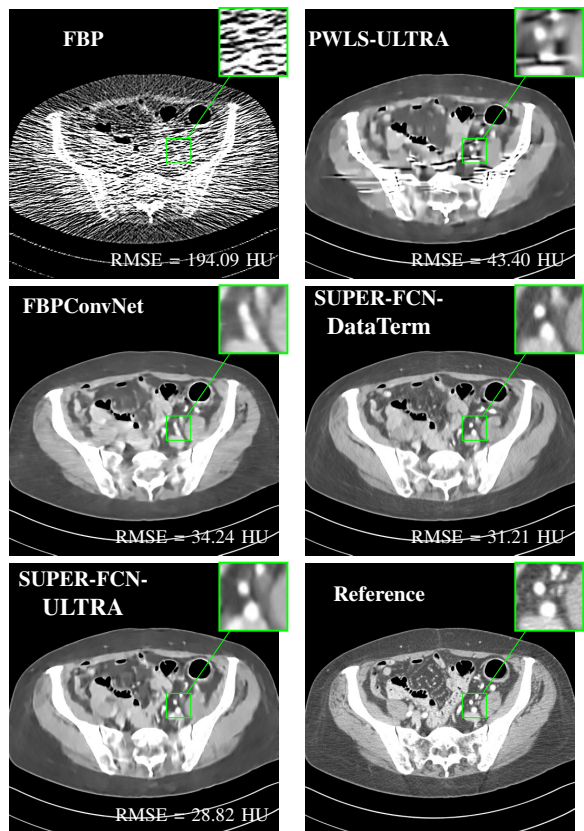 FBP
RMSE = 194.09 HU
PWLS-ULTRA
RMSE = 43.40 HU
FBPConvNet
RMSE = 34.24 HU
SUPER-FCN-
DataTerm
RMSE = 31.21 HU
SUPER-FCN-
ULTRA
RMSE = 28.82 HU
Reference